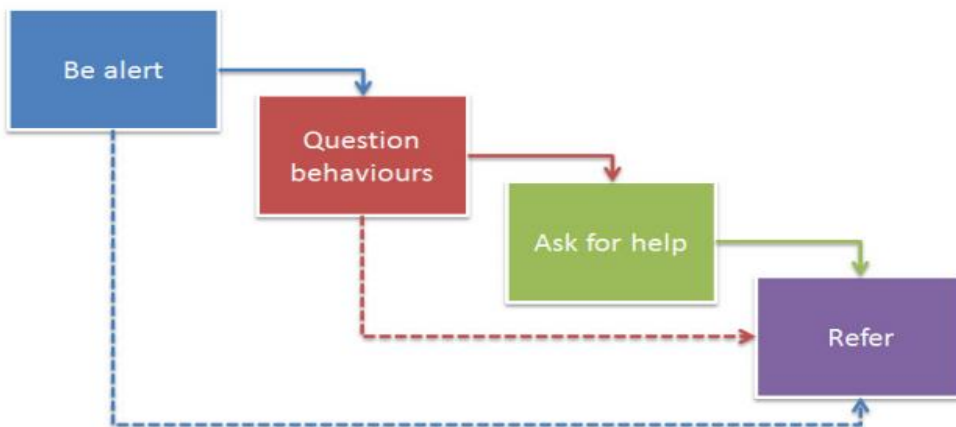 Be alert
Question
behaviours
Ask for help
Refer